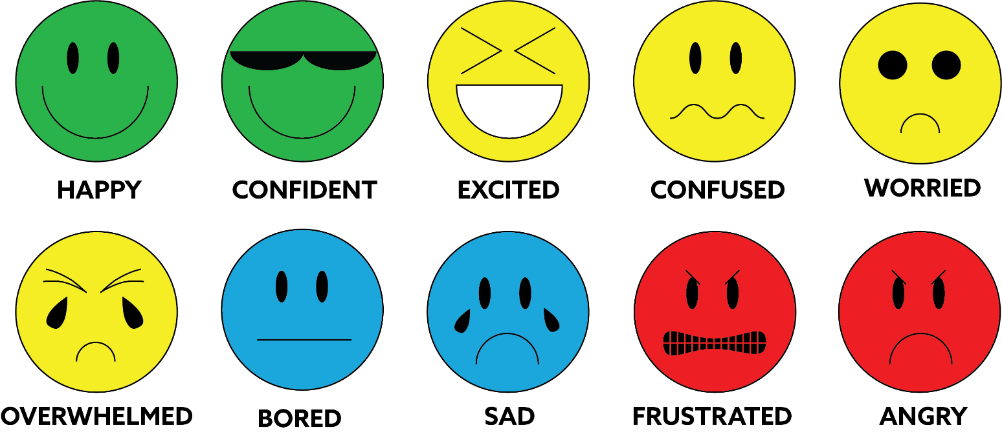 HAPPY
CONFIDENT
EXCITED
CONFUSED
WORRIED
OVERWHELMED
BORED
SAD
FRUSTRATED
ANGRY